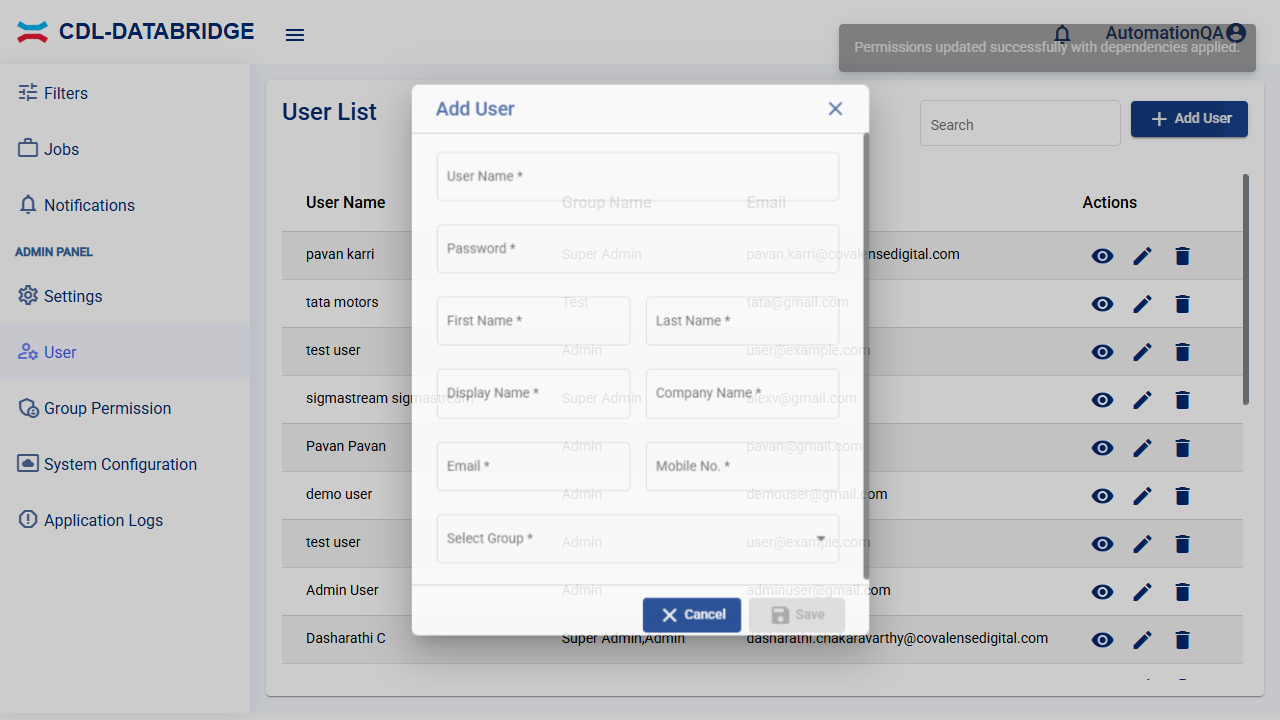 CDL-DATABRIDGE
AutomationQA
Permissions updated successfully with dependencies applied.
Filters
Jobs
Notifications
ADMIN PANEL
Settings
User
Group Permission
System Configuration
Application Logs
User List
Search
Add User
User Name Group Name Email Actions
pavan karri Super Admin pavan.karri@covalensedigital.com
tata motors Test tata@gmail.com
test user Admin user@example.com
sigmastream sigmastream Super Admin alexv@gmail.com
Pavan Pavan Admin pavan@gmail.com
demo user Admin demouser@gmail.com
test user Admin user@example.com
Admin User Admin adminuser@gmail.com
Dasharathi C Super Admin,Admin dasharathi.chakaravarthy@covalensedigital.com
Add User
User Name *
Password *
First Name * Last Name *
Display Name * Company Name *
Email * Mobile No. *
Select Group *
Cancel Save